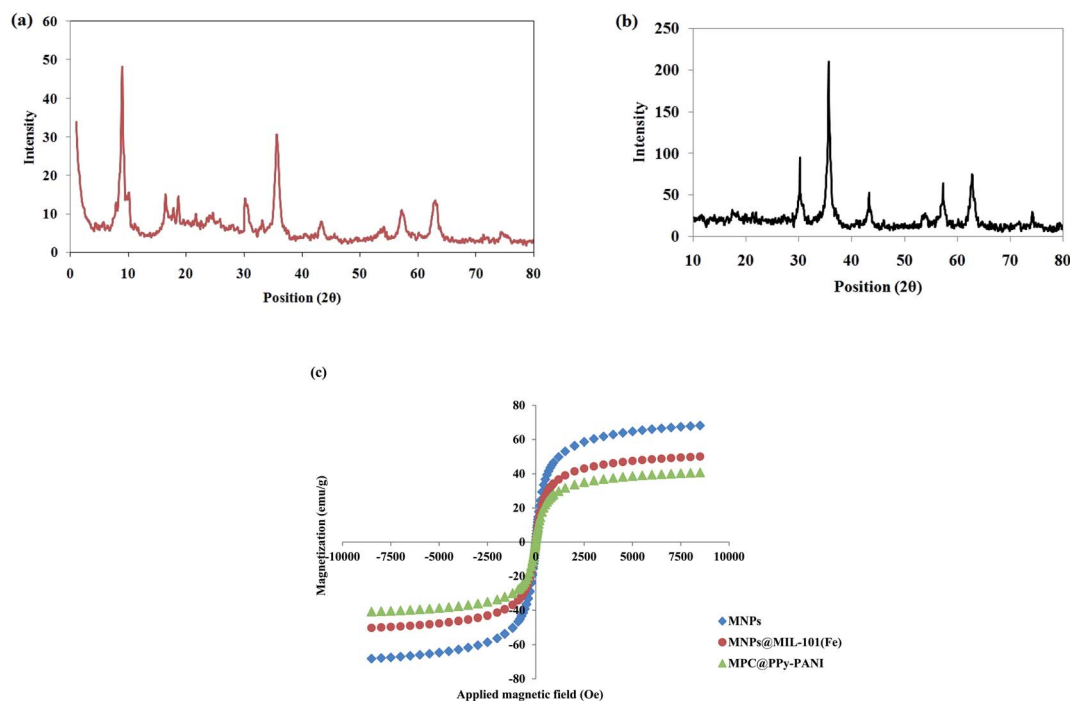 (a)
60
50
40
30
20
10
0
Intensity
0 10 20 30 40 50 60 70 80
Position (2θ)
(b)
250
200
150
100
50
0
Intensity
10 20 30 40 50 60 70 80
Position (2θ)
(c)
80
60
40
20
0
-20
-40
-60
-80
Magnetization (emu/g)
-10000 -7500 -5000 -2500 0 2500 5000 7500 10000
MNPs
MNPs@MIL-101(Fe)
MPC@PPy-PANI
Applied magnetic field (Oe)